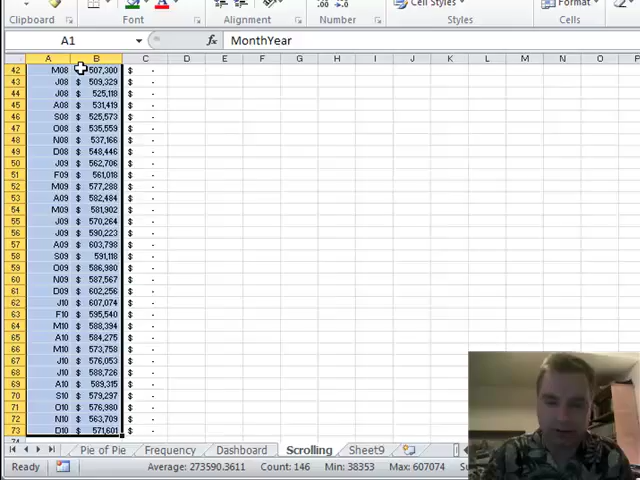 Cell Styles
Format
Clipboard Font Alignment Number Styles Cells
A1 fx MonthYear
A B C D E F G H I J K L M N O P
42 M08 $ 507,300 $ -
43 J08 $ 509,329 $ -
44 J08 $ 525,118 $ -
45 A08 $ 531,419 $ -
46 S08 $ 525,573 $ -
47 O08 $ 535,559 $ -
48 N08 $ 537,166 $ -
49 D08 $ 548,446 $ -
50 J09 $ 562,706 $ -
51 F09 $ 561,018 $ -
52 M09 $ 577,288 $ -
53 A09 $ 582,484 $ -
54 M09 $ 581,902 $ -
55 J09 $ 570,264 $ -
56 J09 $ 590,223 $ -
57 A09 $ 603,798 $ -
58 S09 $ 591,118 $ -
59 O09 $ 586,980 $ -
60 N09 $ 587,567 $ -
61 D09 $ 602,256 $ -
62 J10 $ 607,074 $ -
63 F10 $ 595,540 $ -
64 M10 $ 588,394 $ -
65 A10 $ 584,275 $ -
66 M10 $ 573,758 $ -
67 J10 $ 576,053 $ -
68 J10 $ 588,726 $ -
69 A10 $ 589,315 $ -
70 S10 $ 579,297 $ -
71 O10 $ 576,980 $ -
72 N10 $ 563,709 $ -
73 D10 $ 571,601 $ -
Pie of Pie Frequency Dashboard Scrolling Sheet9
Ready Average: 273590.3611 Count: 146 Min: 38353 Max: 607074